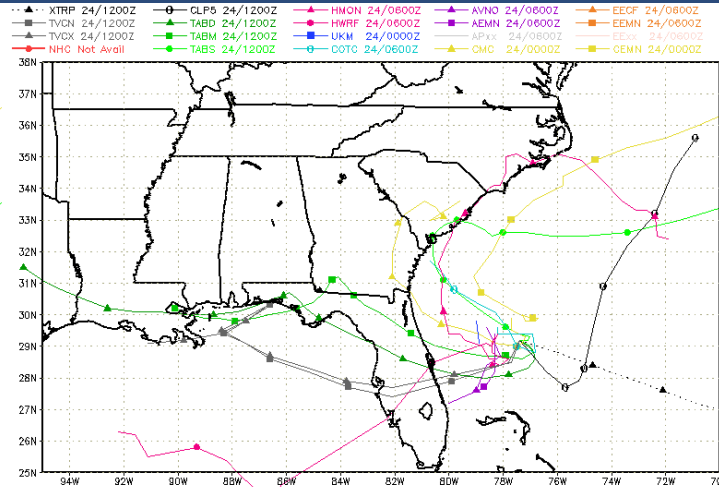 XTRP 24/1200Z CLP5 24/1200Z HMON 24/0600Z AVNO 24/0600Z EECF 24/0600Z
TVCN 24/1200Z TABD 24/1200Z HWRF 24/0600Z AEMN 24/0600Z EEMN 24/0000Z
TVCX 24/1200Z TABM 24/1200Z UKM 24/0000Z APxx 24/0600Z EExx 24/0000Z
NHC Not Avail TABS 24/1200Z COTC 24/0600Z CMC 24/0000Z CEMN 24/0000Z
38N
37N
36N
35N
34N
33N
32N
31N
30N
29N
28N
27N
26N
25N
94W 92W 90W 88W 86W 84W 82W 80W 78W 76W 74W 72W